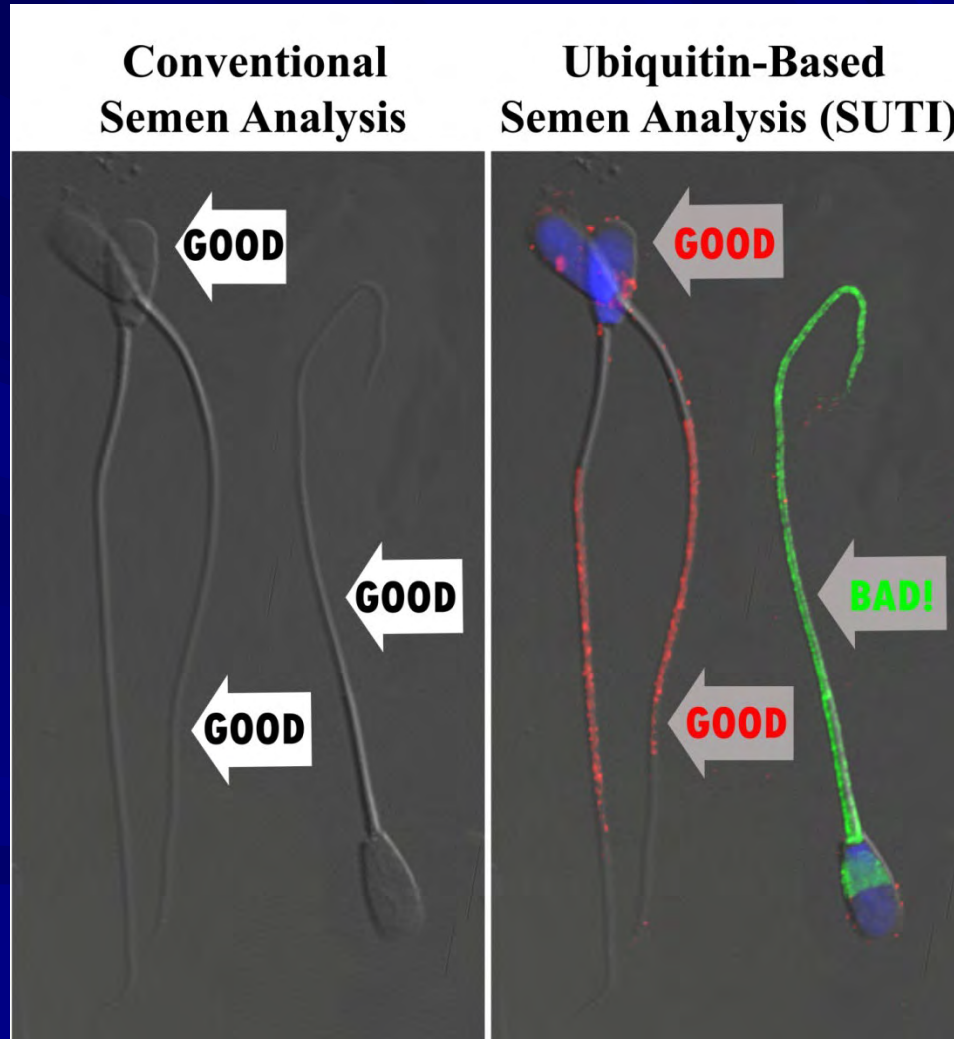 Conventional
Semen Analysis
GOOD
GOOD
GOOD
Ubiquitin-Based
Semen Analysis (SUTI)
GOOD
BAD!
GOOD